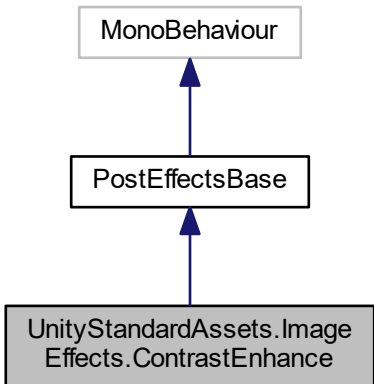 MonoBehaviour
PostEffectsBase
UnityStandardAssets.Image
Effects.ContrastEnhance